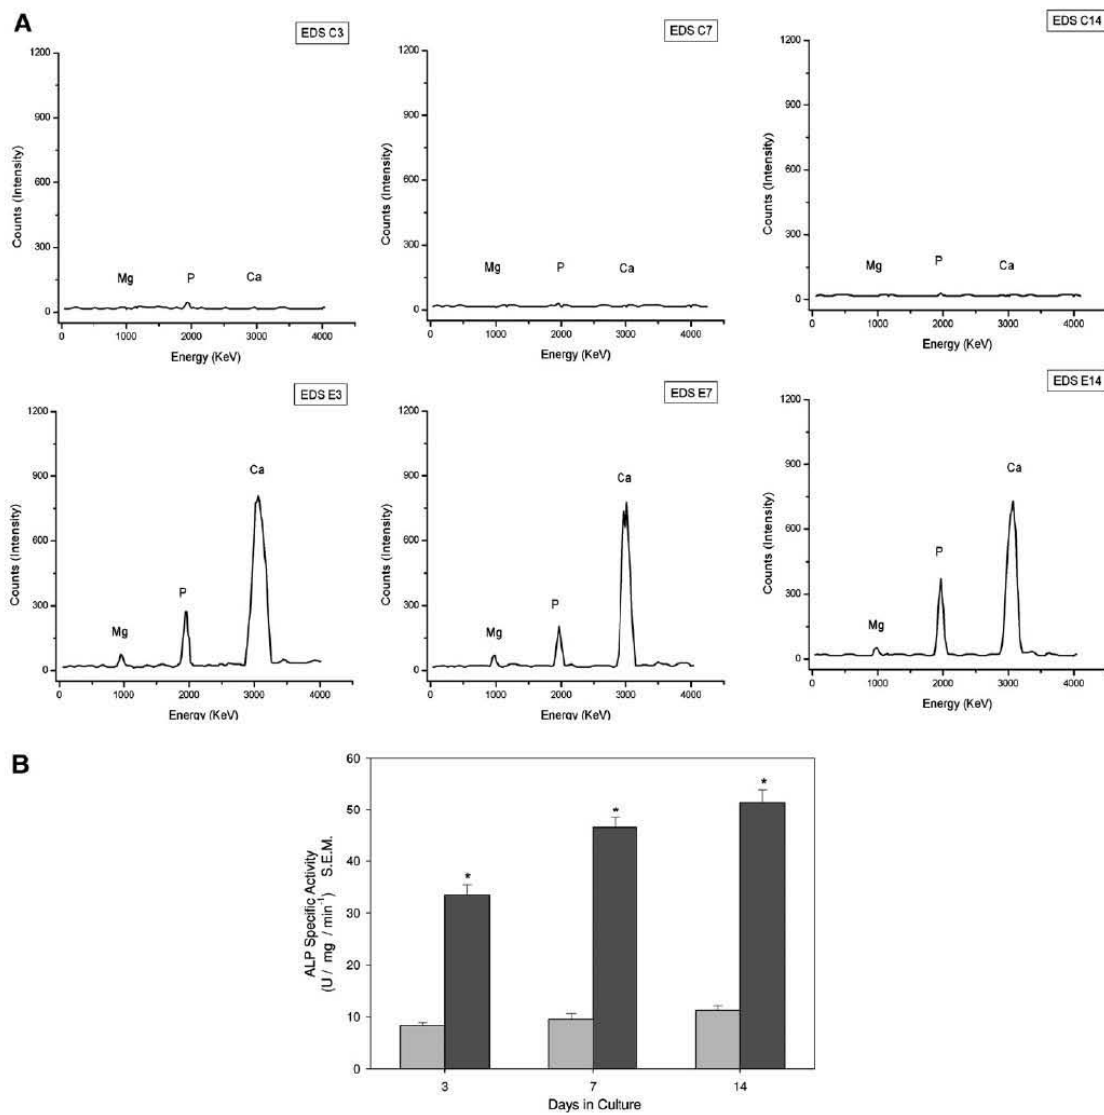 A
EDS C3
1200
900
600
300
0
Counts (Intensity)
Mg P Ca
0 1000 2000 3000 4000
Energy (KeV)
EDS C7
1200
900
600
300
0
Counts (Intensity)
Mg P Ca
0 1000 2000 3000 4000
Energy (KeV)
EDS C14
1200
900
600
300
0
Counts (Intensity)
Mg P Ca
0 1000 2000 3000 4000
Energy (KeV)
EDS E3
1200
900
600
300
0
Counts (Intensity)
Mg P Ca
0 1000 2000 3000 4000
Energy (KeV)
EDS E7
1200
900
600
300
0
Counts (Intensity)
Mg P Ca
0 1000 2000 3000 4000
Energy (KeV)
EDS E14
1200
900
600
300
0
Counts (Intensity)
Mg P Ca
0 1000 2000 3000 4000
Energy (KeV)
B
60
50
40
30
20
10
0
ALP Specific Activity
(U / mg / min⁻¹) S.E.M.
* * *
3 7 14
Days in Culture